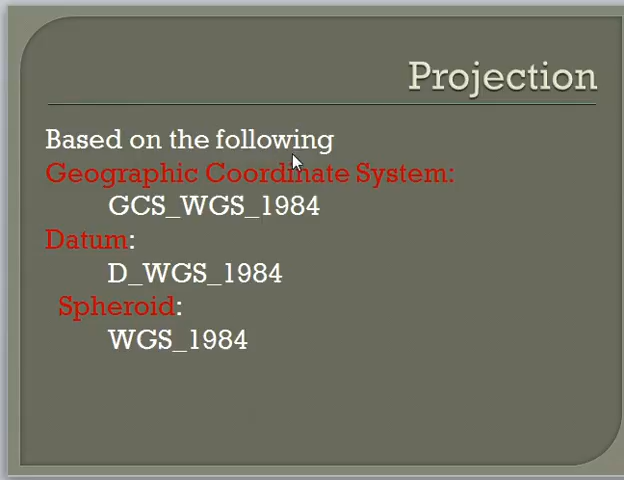 Projection
Based on the following
Geographic Coordinate System:
GCS_WGS_1984
Datum:
D_WGS_1984
Spheroid:
WGS_1984